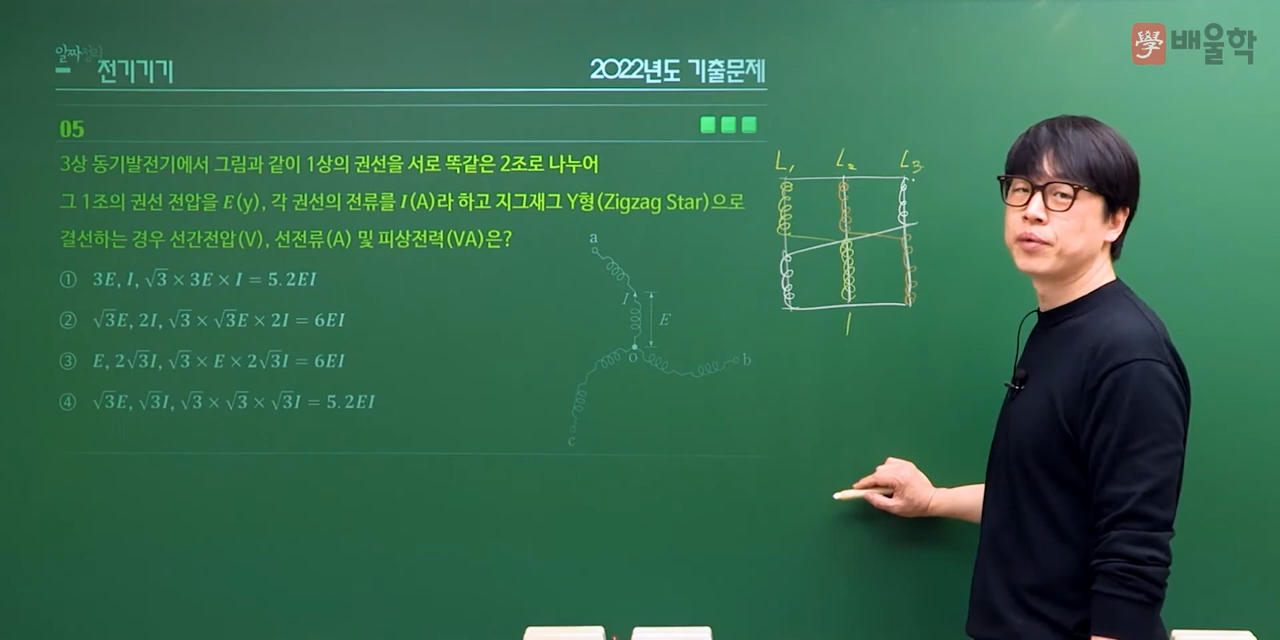 알짜정리
전기기기
2022년도 기출문제
學 배울학
05
3상 동기발전기에서 그림과 같이 1상의 권선을 서로 똑같은 2조로 나누어
그 1조의 권선 전압을 E(y), 각 권선의 전류를 I(A)라 하고 지그재그 Y형(Zigzag Star)으로
결선하는 경우 선간전압(V), 선전류(A) 및 피상전력(VA)은?
① 3E, I, √3 × 3E × I = 5.2EI
② √3E, 2I, √3 × √3E × 2I = 6EI
③ E, 2√3I, √3 × E × 2√3I = 6EI
④ √3E, √3I, √3 × √3 × √3I = 5.2EI
a
I
E
o
b
c
L₁ L₂ L₃